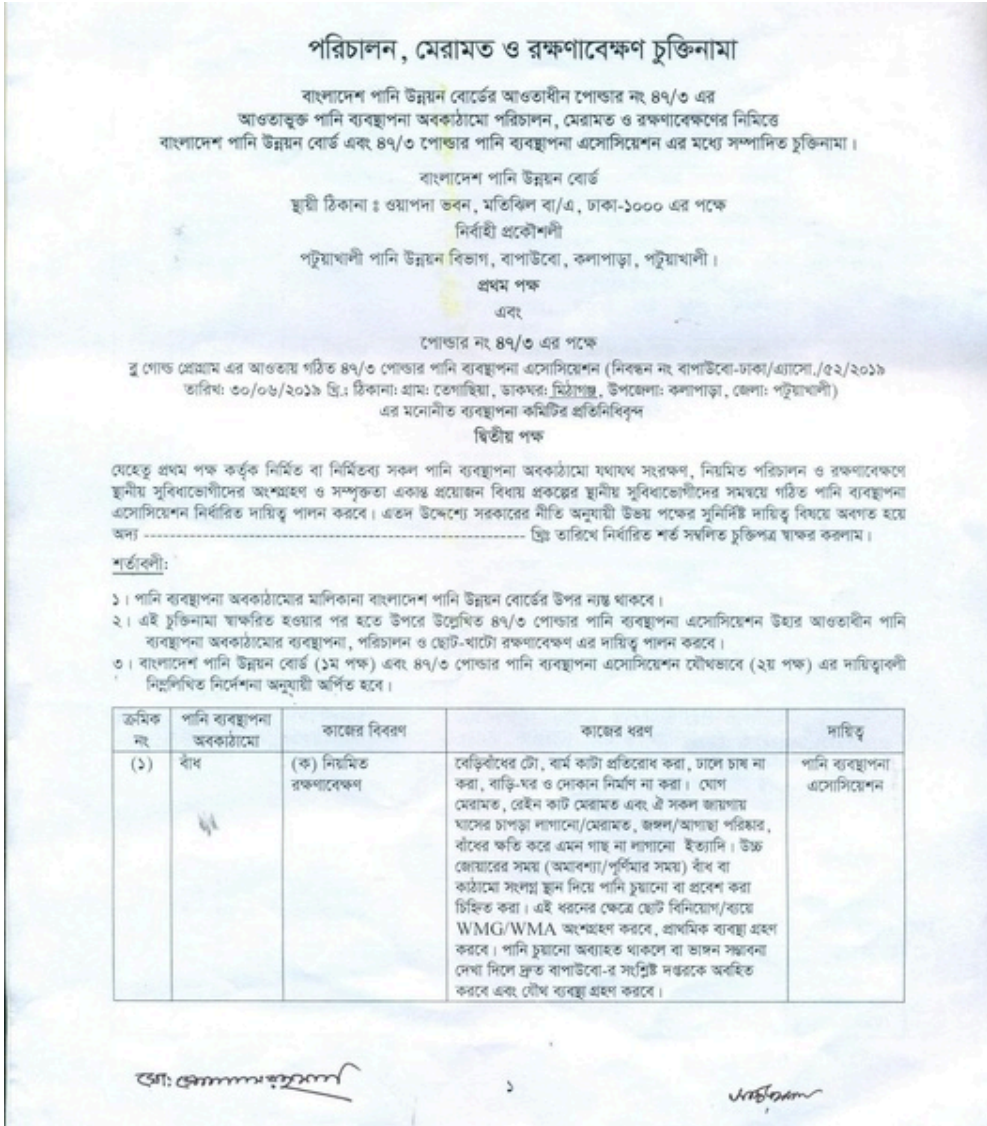 পরিচালন, মেরামত ও রক্ষণাবেক্ষণ চুক্তিনামা
বাংলাদেশ পানি উন্নয়ন বোর্ডের আওতাধীন পোল্ডার নং ৪৭/৩ এর
আওতাভুক্ত পানি ব্যবস্থাপনা অবকাঠামো পরিচালন, মেরামত ও রক্ষণাবেক্ষণের নিমিত্তে
বাংলাদেশ পানি উন্নয়ন বোর্ড এবং ৪৭/৩ পোল্ডার পানি ব্যবস্থাপনা এসোসিয়েশন এর মধ্যে সম্পাদিত চুক্তিনামা।
বাংলাদেশ পানি উন্নয়ন বোর্ড
স্থায়ী ঠিকানা ঃ ওয়াপদা ভবন, মতিঝিল বা/এ, ঢাকা-১০০০ এর পক্ষে
নির্বাহী প্রকৌশলী
পটুয়াখালী পানি উন্নয়ন বিভাগ, বাপাউবো, কলাপাড়া, পটুয়াখালী।
প্রথম পক্ষ
এবং
পোল্ডার নং ৪৭/৩ এর পক্ষে
ব্লু গোল্ড প্রোগ্রাম এর আওতায় গঠিত ৪৭/৩ পোল্ডার পানি ব্যবস্থাপনা এসোসিয়েশন (নিবন্ধন নং বাপাউবো-ঢাকা/এ্যাসো./৫২/২০১৯
তারিখ: ৩০/০৬/২০১৯ খ্রি.; ঠিকানা: গ্রাম: তেগাছিয়া, ডাকঘর: মিঠাগঞ্জ, উপজেলা: কলাপাড়া, জেলা: পটুয়াখালী)
এর মনোনীত ব্যবস্থাপনা কমিটির প্রতিনিধিবৃন্দ
দ্বিতীয় পক্ষ
যেহেতু প্রথম পক্ষ কর্তৃক নির্মিত বা নির্মিতব্য সকল পানি ব্যবস্থাপনা অবকাঠামো যথাযথ সংরক্ষণ, নিয়মিত পরিচালন ও রক্ষণাবেক্ষণে
স্থানীয় সুবিধাভোগীদের অংশগ্রহণ ও সম্পৃক্ততা একান্ত প্রয়োজন বিধায় প্রকল্পের স্থানীয় সুবিধাভোগীদের সমন্বয়ে গঠিত পানি ব্যবস্থাপনা
এসোসিয়েশন নির্ধারিত দায়িত্ব পালন করবে। এতদ উদ্দেশ্যে সরকারের নীতি অনুযায়ী উভয় পক্ষের সুনির্দিষ্ট দায়িত্ব বিষয়ে অবগত হয়ে
অদ্য ---------------------------------------------------------- খ্রিঃ তারিখে নির্ধারিত শর্ত সম্বলিত চুক্তিপত্র স্বাক্ষর করলাম।
শর্তাবলী:
১। পানি ব্যবস্থাপনা অবকাঠামোর মালিকানা বাংলাদেশ পানি উন্নয়ন বোর্ডের উপর ন্যস্ত থাকবে।
২। এই চুক্তিনামা স্বাক্ষরিত হওয়ার পর হতে উপরে উল্লেখিত ৪৭/৩ পোল্ডার পানি ব্যবস্থাপনা এসোসিয়েশন উহার আওতাধীন পানি
ব্যবস্থাপনা অবকাঠামোর ব্যবস্থাপনা, পরিচালন ও ছোট-খাটো রক্ষণাবেক্ষণ এর দায়িত্ব পালন করবে।
৩। বাংলাদেশ পানি উন্নয়ন বোর্ড (১ম পক্ষ) এবং ৪৭/৩ পোল্ডার পানি ব্যবস্থাপনা এসোসিয়েশন যৌথভাবে (২য় পক্ষ) এর দায়িত্বাবলী
নিম্নলিখিত নির্দেশনা অনুযায়ী অর্পিত হবে।
ক্রমিক নং
পানি ব্যবস্থাপনা অবকাঠামো
কাজের বিবরণ
কাজের ধরণ
দায়িত্ব
(১)
বাঁধ
(ক) নিয়মিত
রক্ষণাবেক্ষণ
বেড়িবাঁধের টো, বার্ম কাটা প্রতিরোধ করা, ঢালে চাষ না
করা, বাড়ি-ঘর ও দোকান নির্মাণ না করা। ঘোগ
মেরামত, রেইন কাট মেরামত এবং ঐ সকল জায়গায়
ঘাসের চাপড়া লাগানো/মেরামত, জঙ্গল/আগাছা পরিষ্কার,
বাঁধের ক্ষতি করে এমন গাছ না লাগানো ইত্যাদি। উচ্চ
জোয়ারের সময় (অমাবশ্যা/পূর্ণিমার সময়) বাঁধ বা
কাঠামো সংলগ্ন স্থান দিয়ে পানি চুয়ানো বা প্রবেশ করা
চিহ্নিত করা। এই ধরনের ক্ষেত্রে ছোট বিনিয়োগ/ব্যয়ে
WMG/WMA অংশগ্রহণ করবে, প্রাথমিক ব্যবস্থা গ্রহণ
করবে। পানি চুয়ানো অব্যাহত থাকলে বা ভাঙ্গন সম্ভাবনা
দেখা দিলে দ্রুত বাপাউবো-র সংশ্লিষ্ট দপ্তরকে অবহিত
করবে এবং যৌথ ব্যবস্থা গ্রহণ করবে।
পানি ব্যবস্থাপনা
এসোসিয়েশন
মো:
১